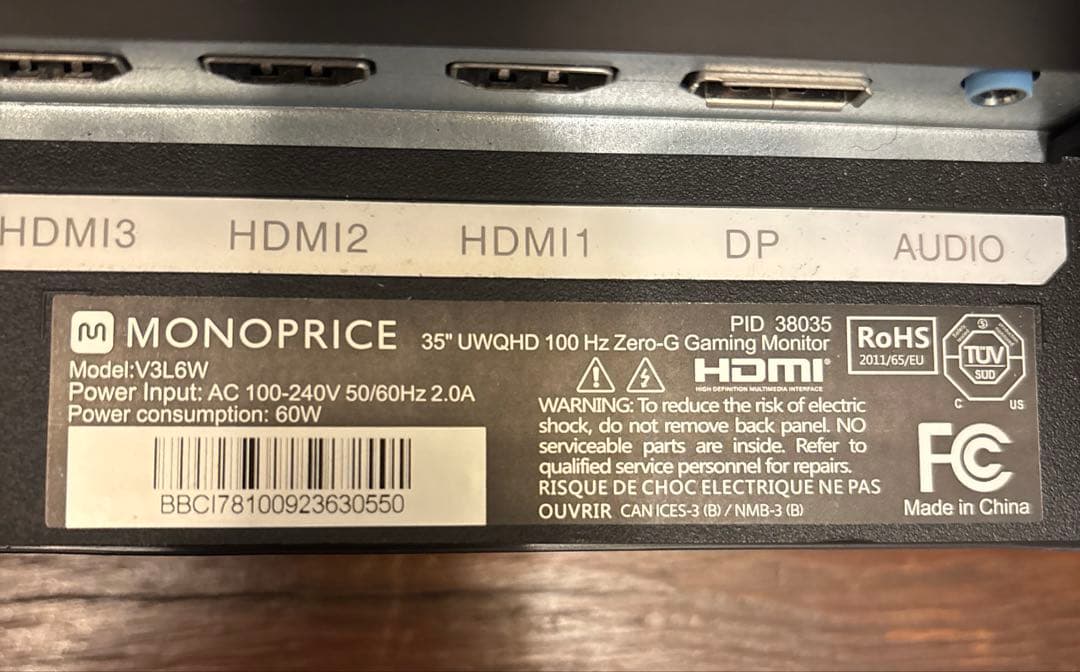 HDMI3 HDMI2 HDMI1 DP AUDIO
MONOPRICE
35" UWQHD 100 Hz Zero-G Gaming Monitor
PID 38035
Model:V3L6W
Power Input: AC 100-240V 50/60Hz 2.0A
Power consumption: 60W
BBCI78100923630550
HDMI®
HIGH DEFINITION MULTIMEDIA INTERFACE
WARNING: To reduce the risk of electric
shock, do not remove back panel. NO
serviceable parts are inside. Refer to
qualified service personnel for repairs.
RISQUE DE CHOC ELECTRIQUE NE PAS
OUVRIR CAN ICES-3 (B) / NMB-3 (B)
RoHS
2011/65/EU
TÜV
SÜD
C US
FC
Made in China